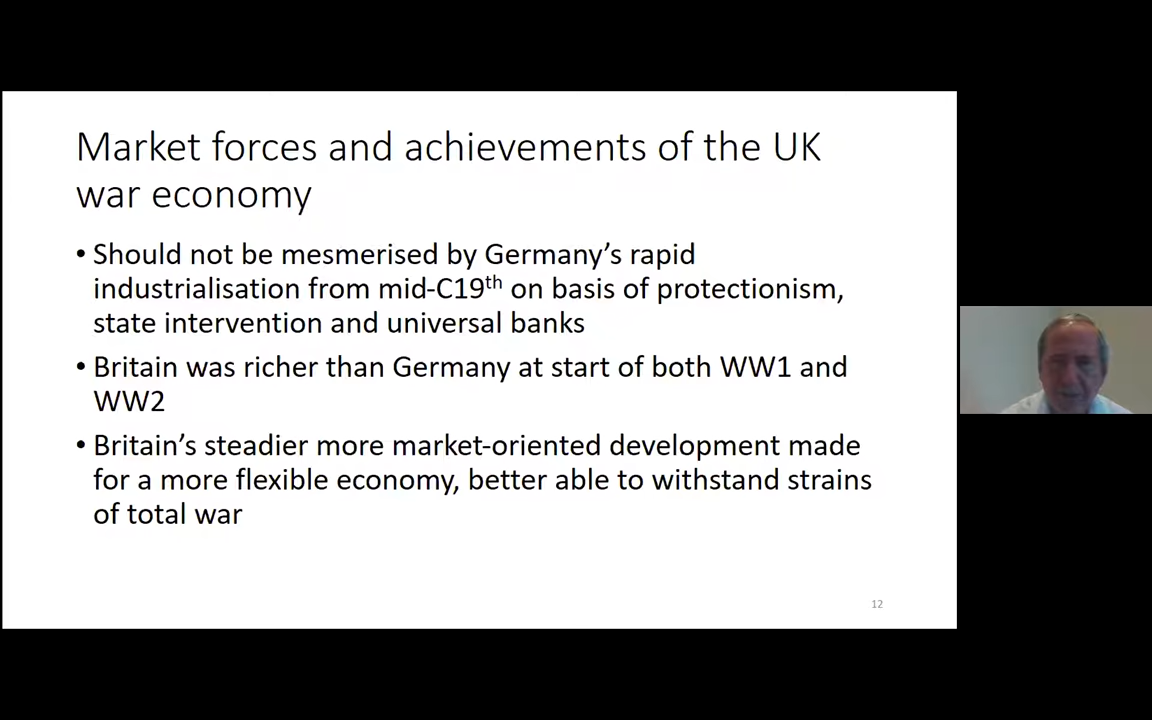 Market forces and achievements of the UK
war economy
• Should not be mesmerised by Germany’s rapid
industrialisation from mid-C19th on basis of protectionism,
state intervention and universal banks
• Britain was richer than Germany at start of both WW1 and
WW2
• Britain’s steadier more market-oriented development made
for a more flexible economy, better able to withstand strains
of total war
12